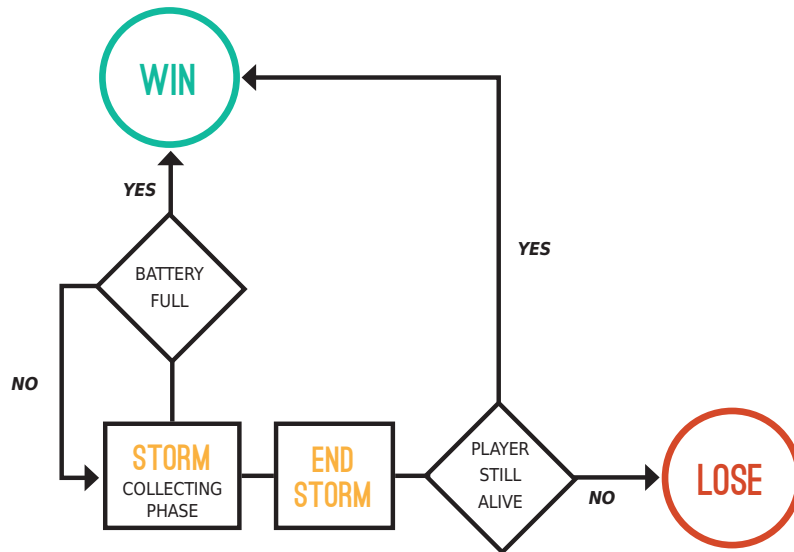 WIN
YES
BATTERY
FULL
YES
NO
STORM
COLLECTING
PHASE
END
STORM
PLAYER
STILL
ALIVE
NO
LOSE